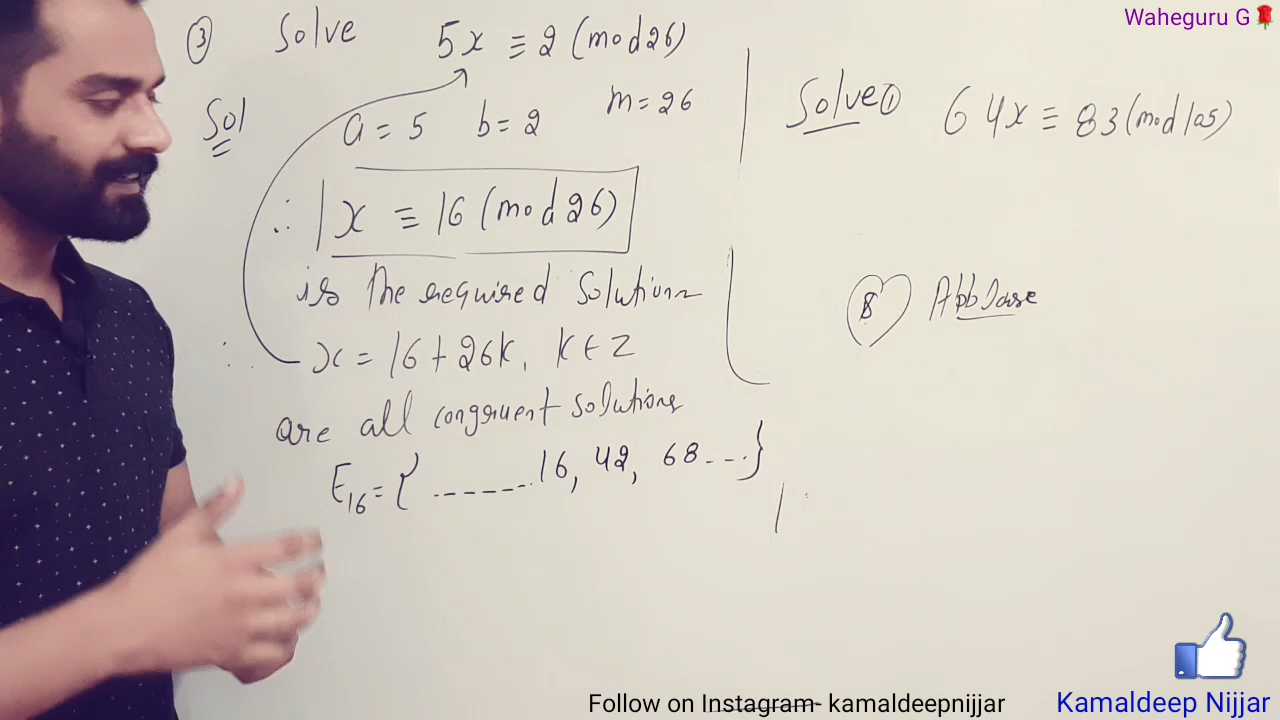 Waheguru G🌹
③ Solve 5x ≡ 2 (mod 26)
Sol a = 5 b = 2 m = 26
∴ x ≡ 16 (mod 26)
is the required solution
∴ x = 16 + 26k, k ∈ Z
are all congruent solutions
E₁₆ = { -------16, 42, 68---}
Solve ① 64x ≡ 83 (mod 105)
8
Follow on Instagram- kamaldeepnijjar
Kamaldeep Nijjar